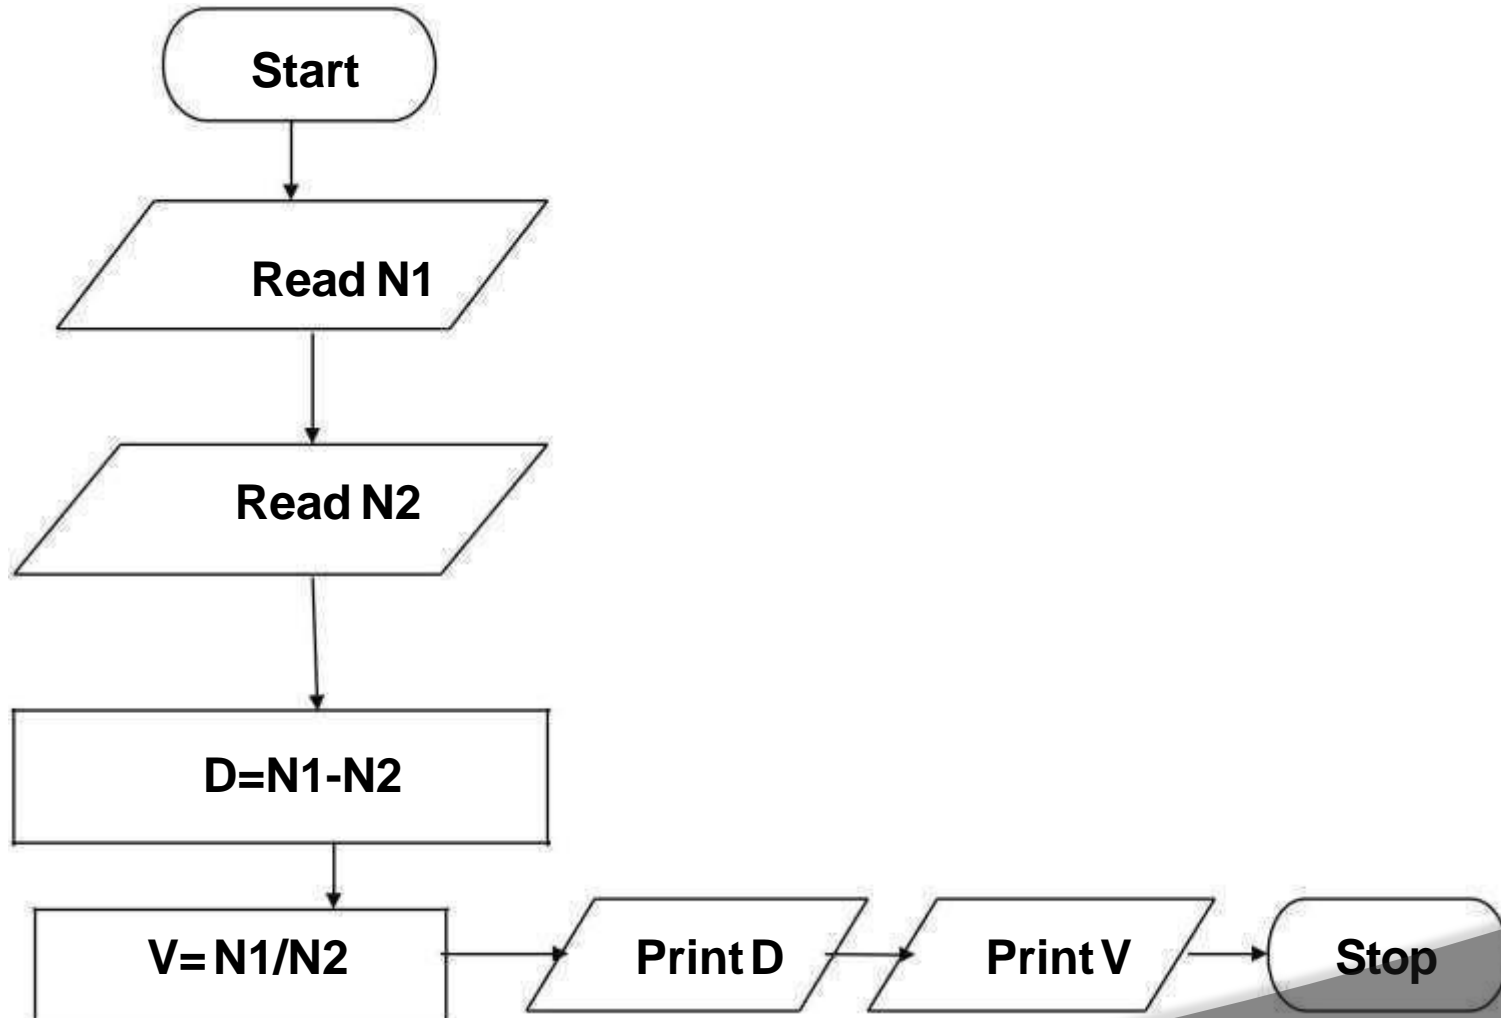 Start
Read N1
Read N2
D=N1-N2
V= N1/N2
Print D
Print V
Stop